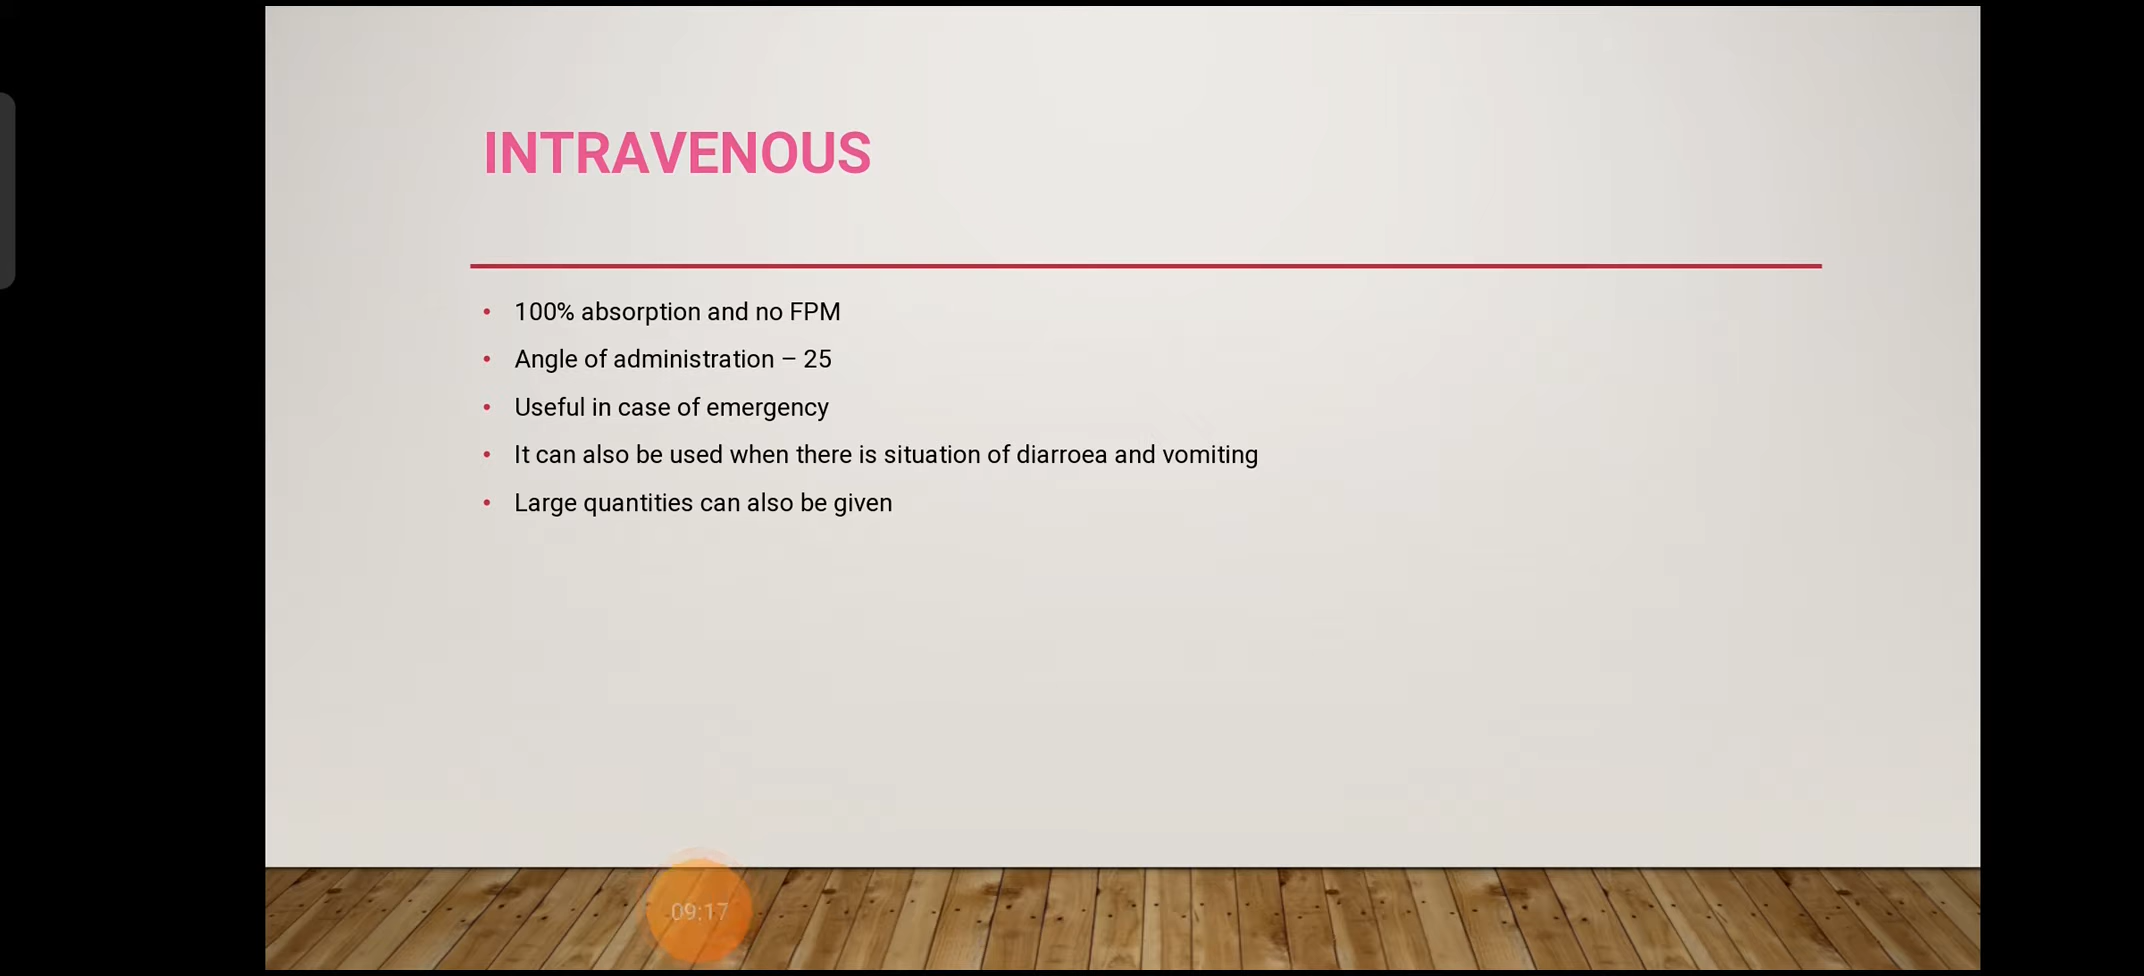 INTRAVENOUS
• 100% absorption and no FPM
• Angle of administration – 25
• Useful in case of emergency
• It can also be used when there is situation of diarroea and vomiting
• Large quantities can also be given
09:17